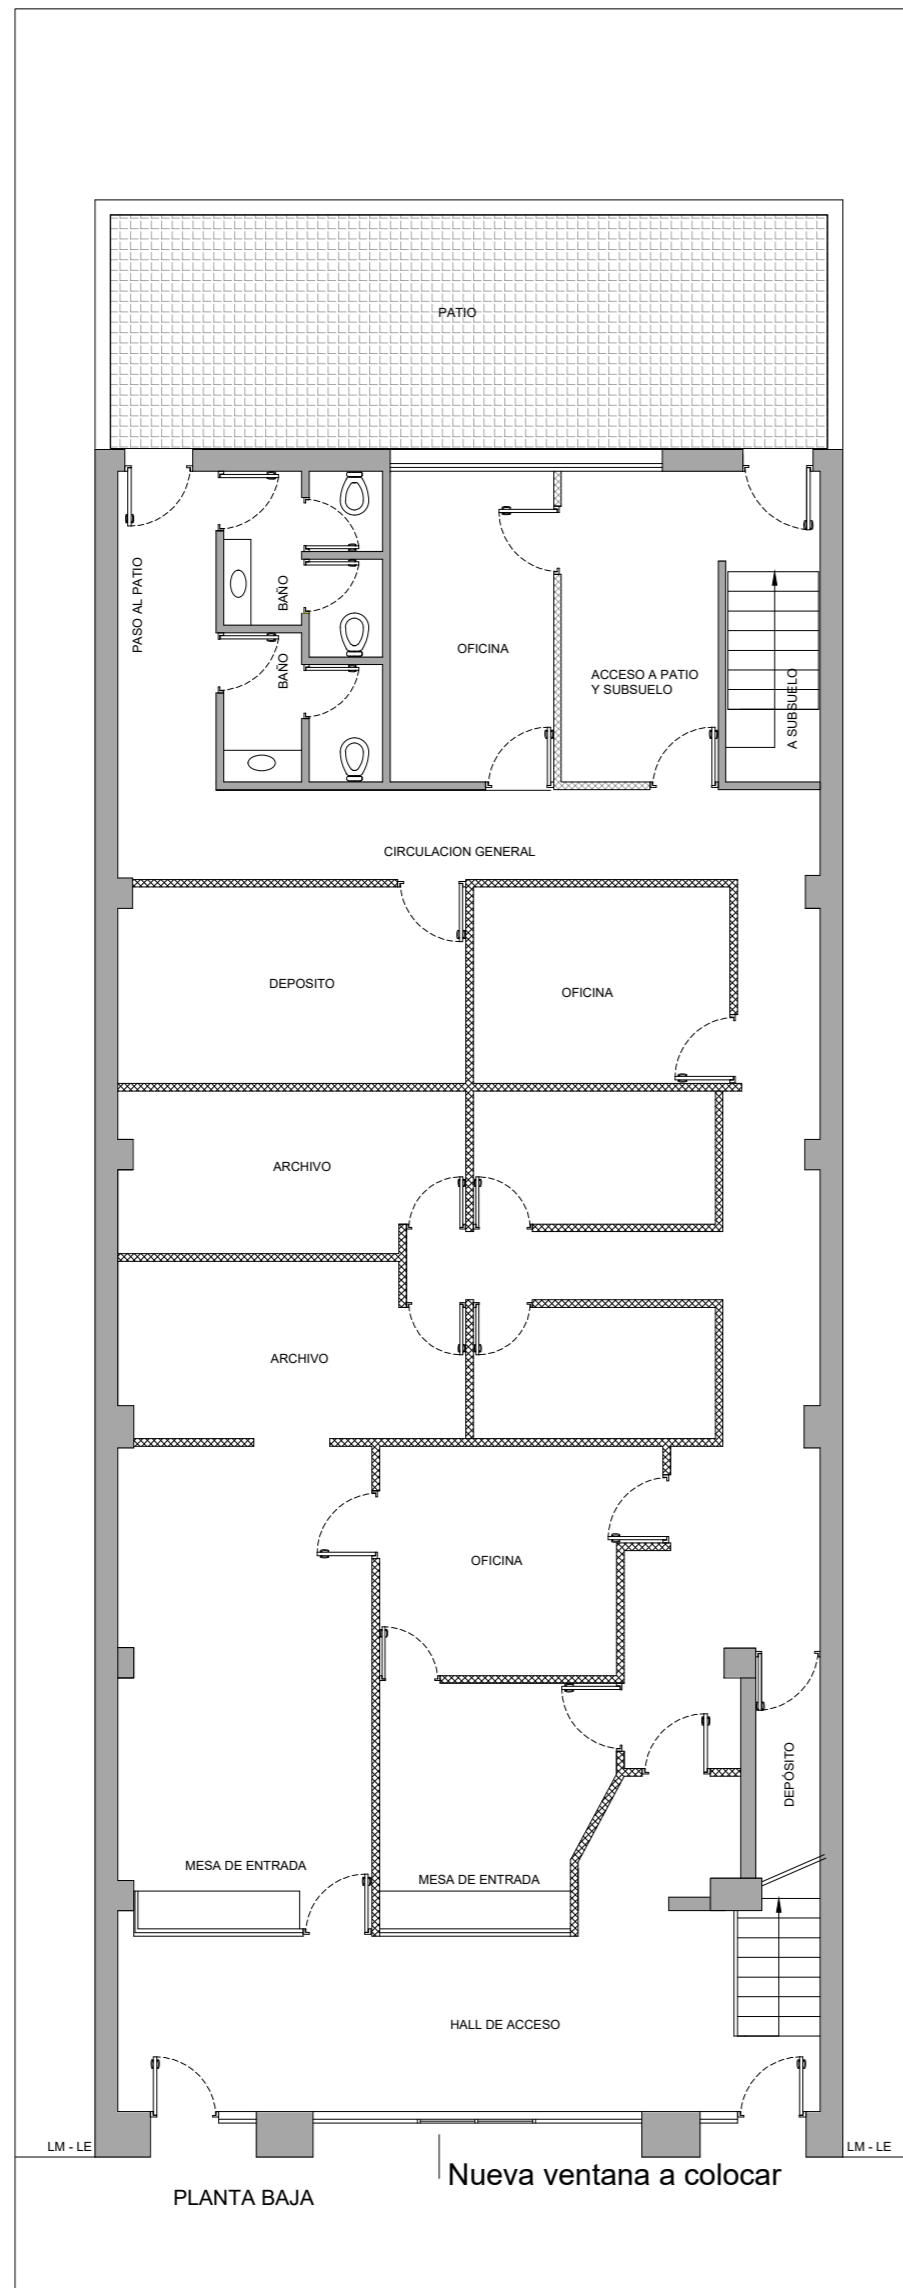 PATIO
PASO AL PATIO
BAÑO
BAÑO
OFICINA
ACCESO A PATIO
Y SUBSUELO
A SUBSUELO
CIRCULACION GENERAL
DEPOSITO
OFICINA
ARCHIVO
ARCHIVO
OFICINA
DEPÓSITO
MESA DE ENTRADA
MESA DE ENTRADA
HALL DE ACCESO
LM - LE
LM - LE
Nueva ventana a colocar
PLANTA BAJA